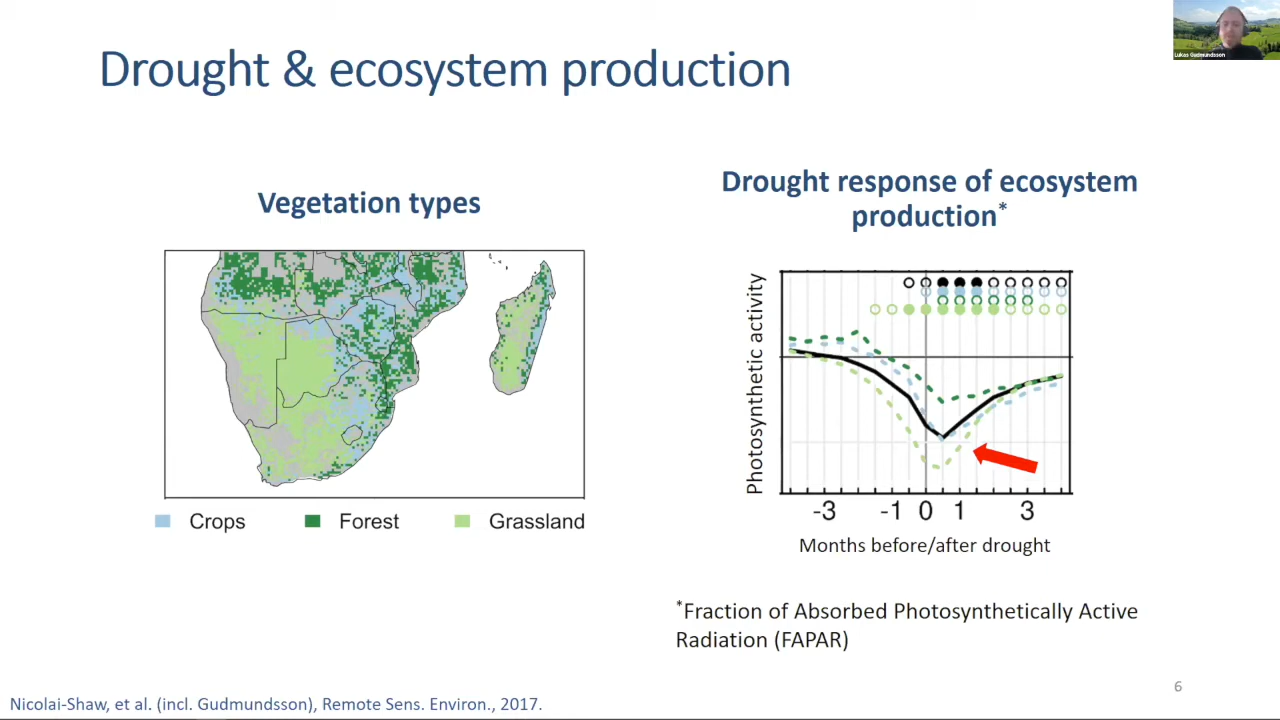 Lukas Gudmundsson
Drought & ecosystem production
Vegetation types
Crops
Forest
Grassland
Drought response of ecosystem
production*
Photosynthetic activity
-3 -1 0 1 3
Months before/after drought
*Fraction of Absorbed Photosynthetically Active
Radiation (FAPAR)
6
Nicolai-Shaw, et al. (incl. Gudmundsson), Remote Sens. Environ., 2017.